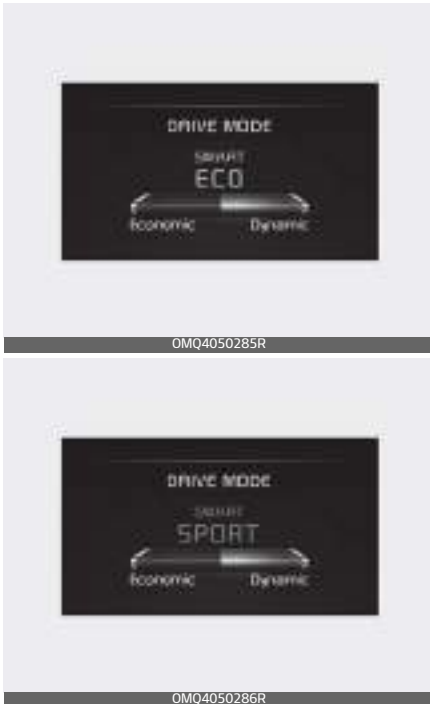 DRIVE MODE
SMART
ECO
Economic Dynamic
OMQ4050285R
DRIVE MODE
SMART
SPORT
Economic Dynamic
OMQ4050286R